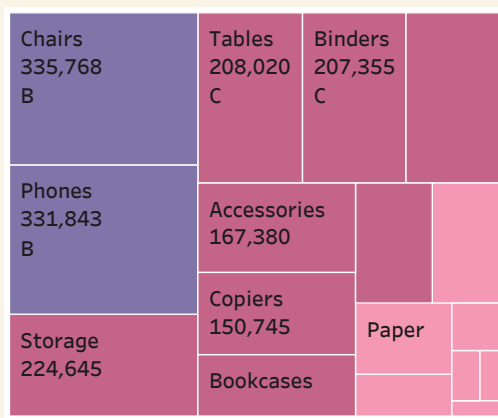 Chairs
335,768
B
Tables
208,020
C
Binders
207,355
C
Phones
331,843
B
Accessories
167,380
Copiers
150,745
Storage
224,645
Bookcases
Paper